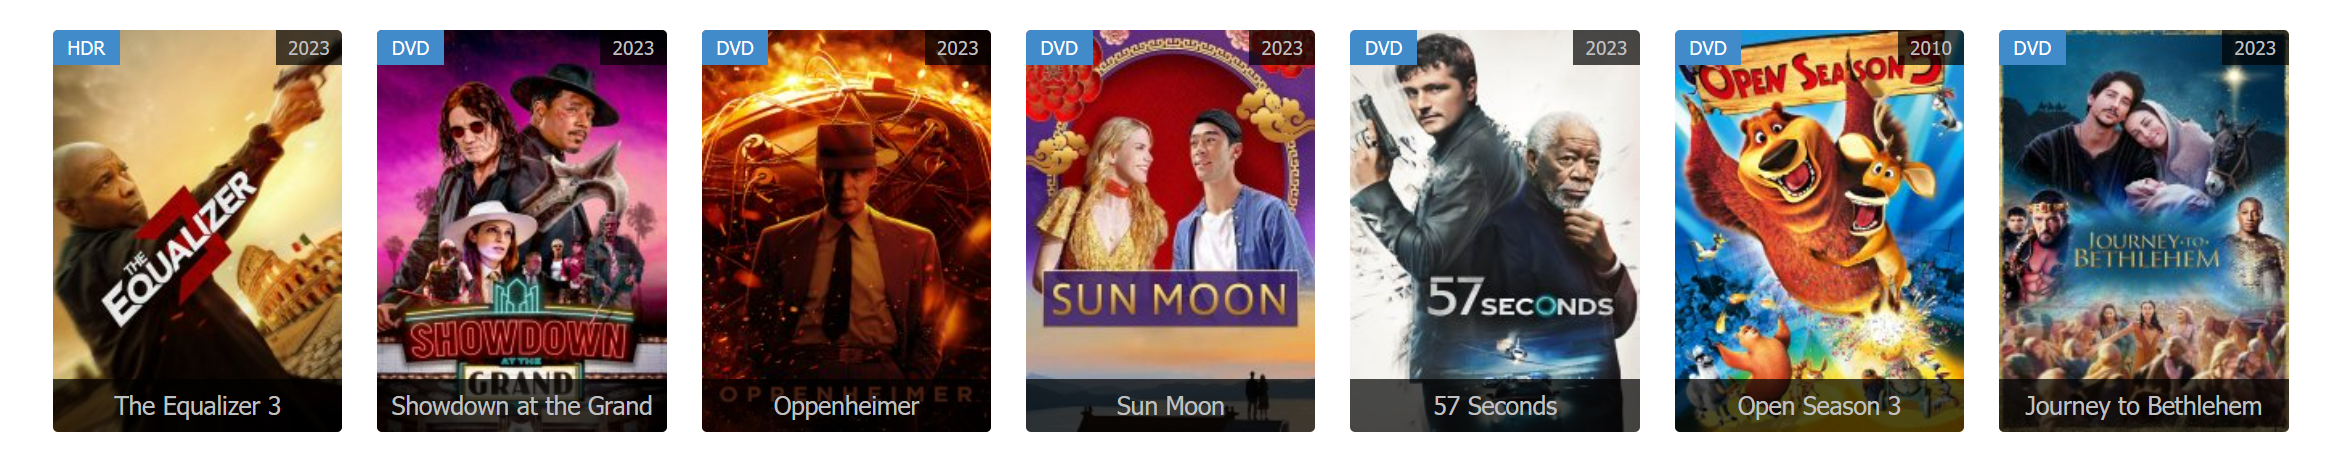 HDR
2023
THE
EQUALIZER
3
The Equalizer 3
DVD
2023
SHOWDOWN
AT THE
GRAND
Showdown at the Grand
DVD
2023
OPPENHEIMER
Oppenheimer
DVD
2023
SUN MOON
Sun Moon
DVD
2023
57 SECONDS
57 Seconds
DVD
2010
OPEN SEASON 3
Open Season 3
DVD
2023
JOURNEY·TO·
BETHLEHEM
Journey to Bethlehem